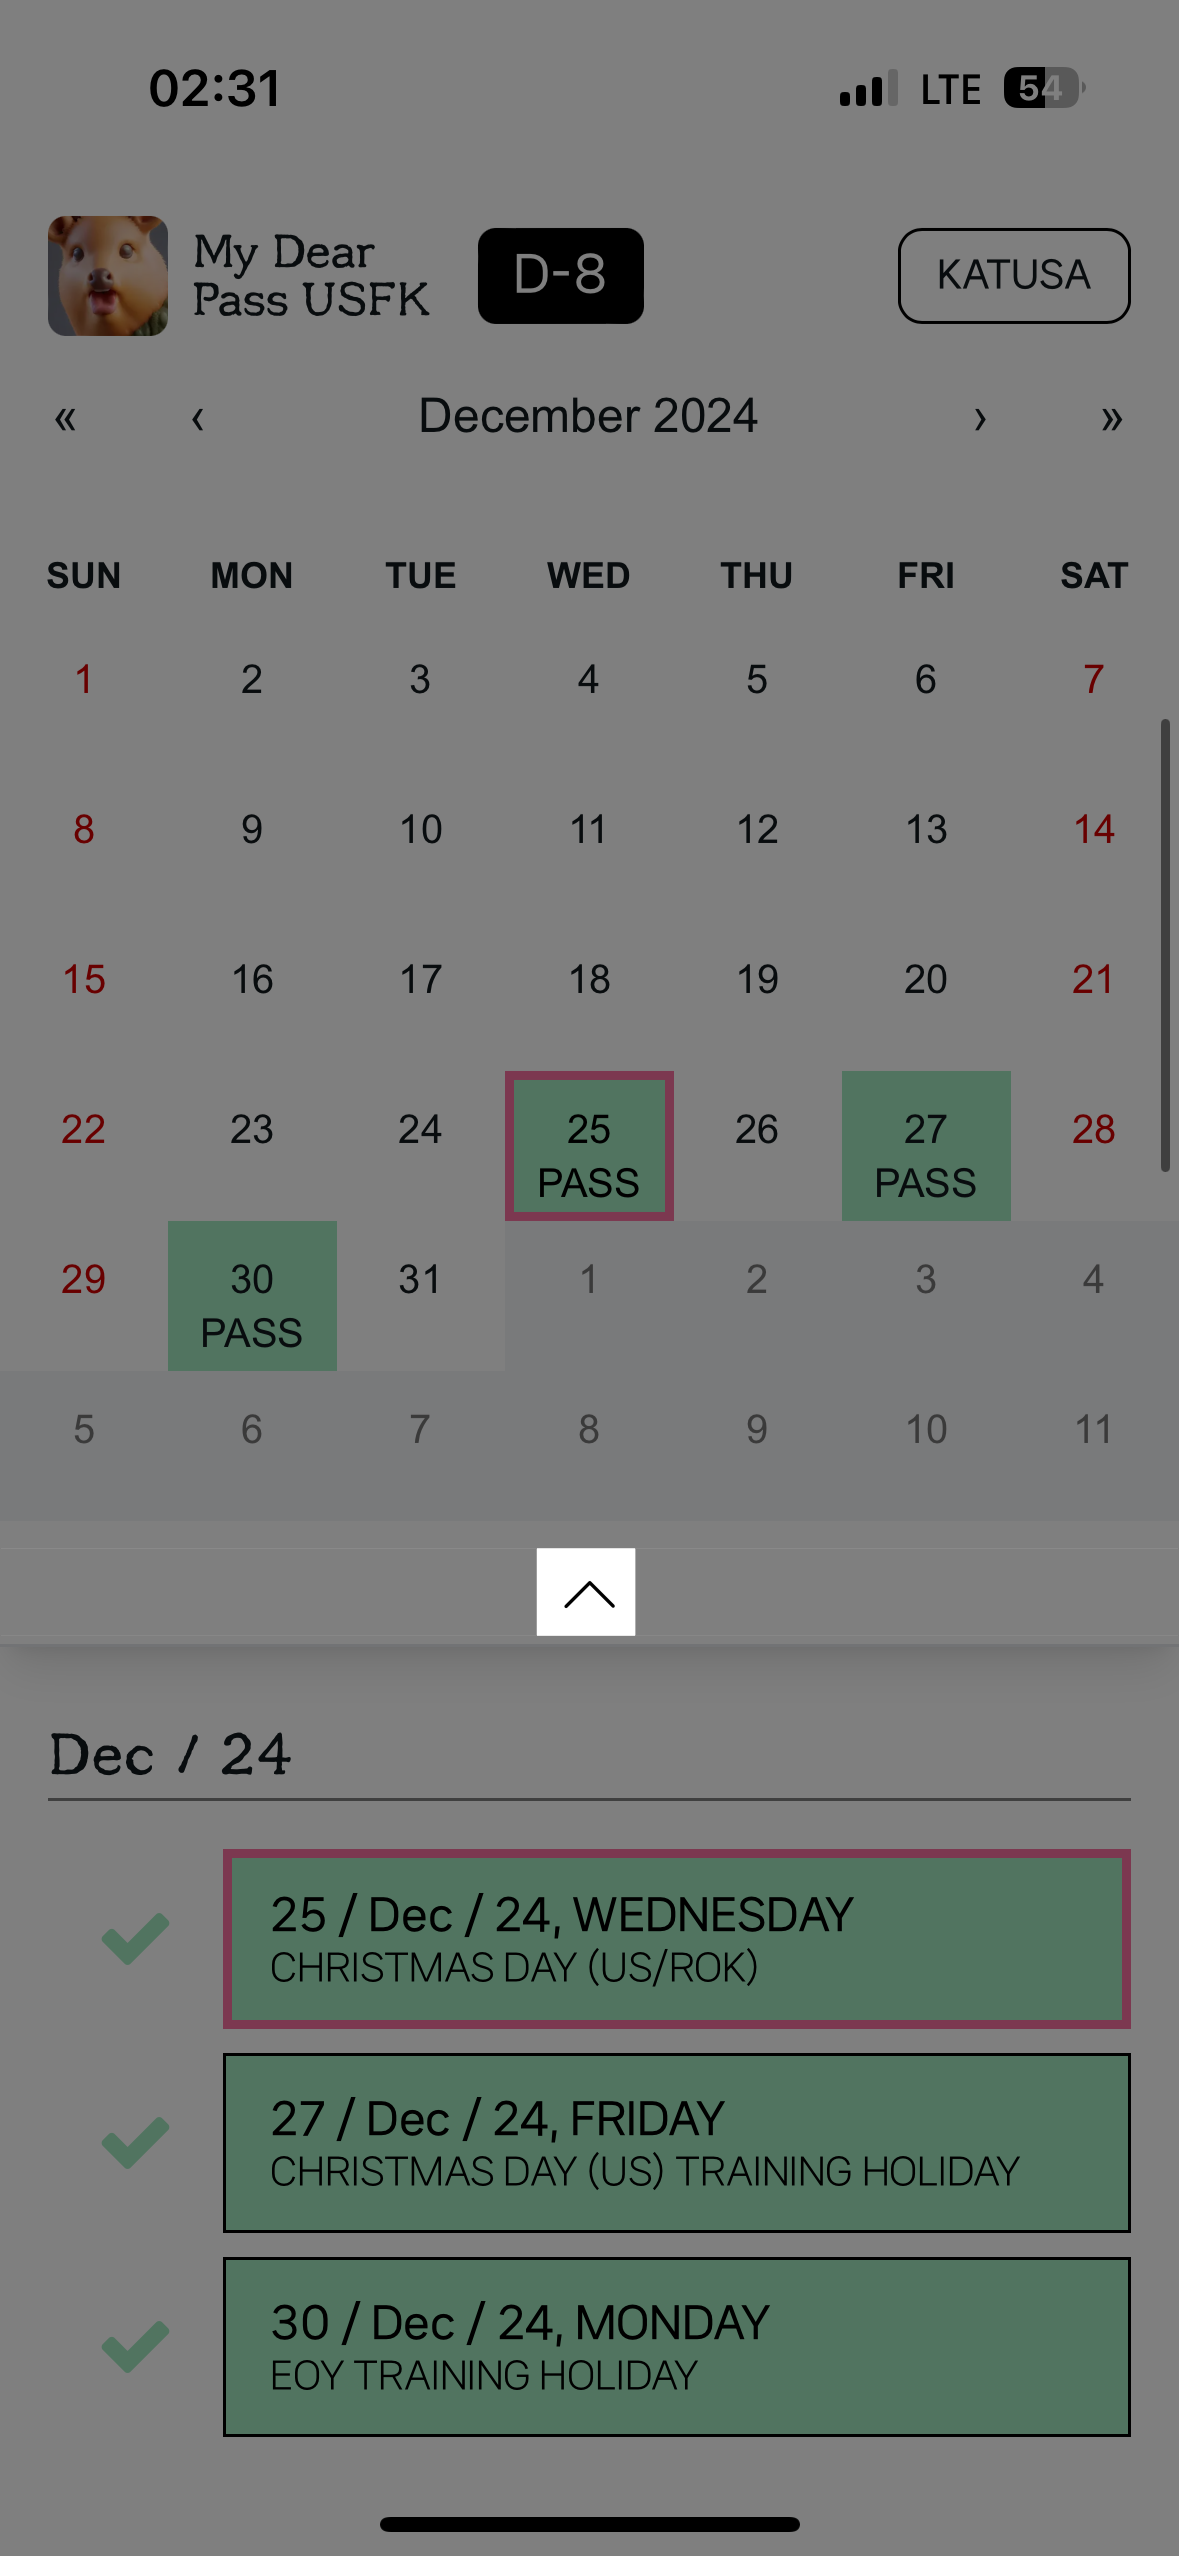 02:31 LTE 54
My Dear
Pass USFK
D-8
KATUSA
« ‹ December 2024 › »
SUN MON TUE WED THU FRI SAT
1 2 3 4 5 6 7
8 9 10 11 12 13 14
15 16 17 18 19 20 21
22 23 24 25 26 27 28
PASS PASS
29 30 31 1 2 3 4
PASS
5 6 7 8 9 10 11
Dec / 24
25 / Dec / 24, WEDNESDAY
CHRISTMAS DAY (US/ROK)
27 / Dec / 24, FRIDAY
CHRISTMAS DAY (US) TRAINING HOLIDAY
30 / Dec / 24, MONDAY
EOY TRAINING HOLIDAY